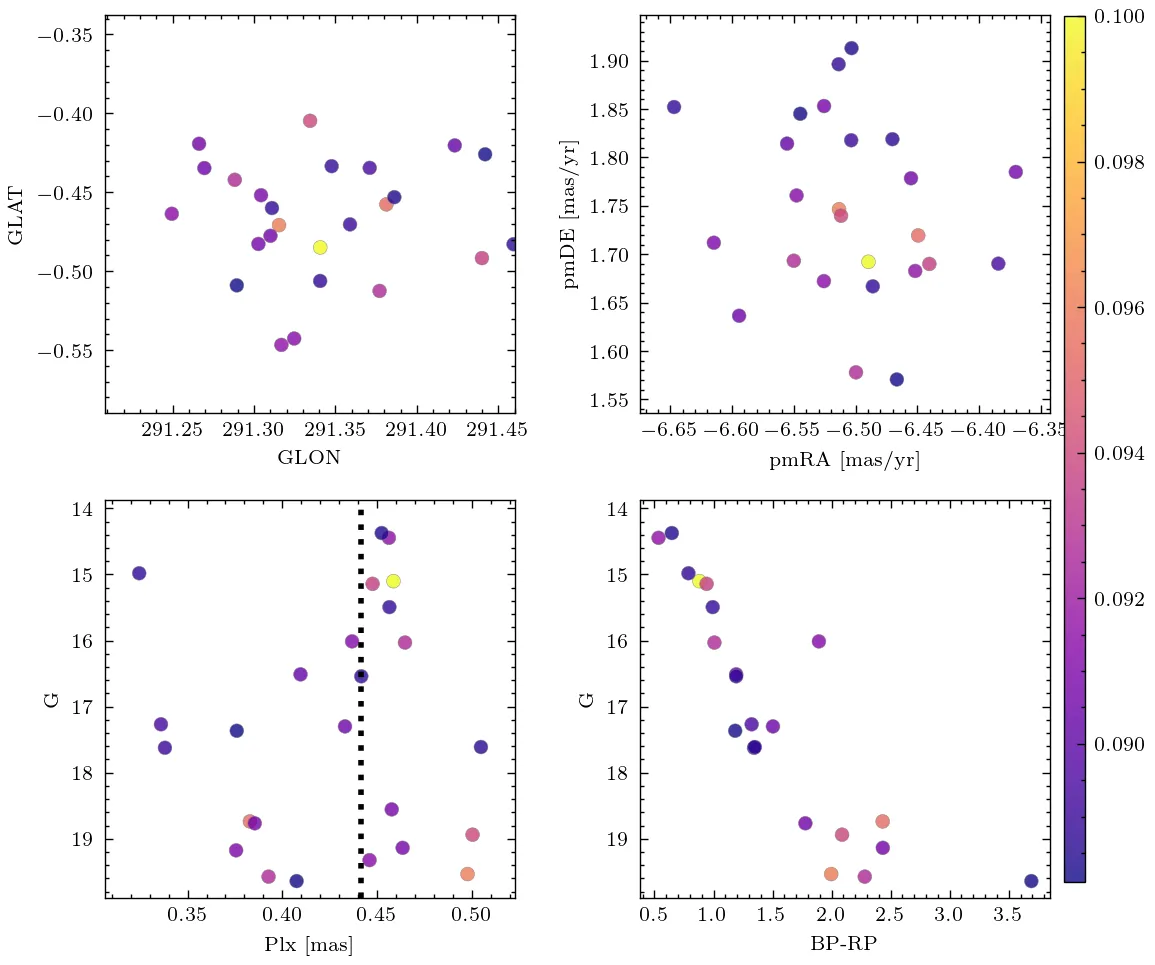 −0.35
−0.40
−0.45
−0.50
−0.55
GLAT
291.25 291.30 291.35 291.40 291.45
GLON
1.90
1.85
1.80
1.75
1.70
1.65
1.60
1.55
pmDE [mas/yr]
−6.65 −6.60 −6.55 −6.50 −6.45 −6.40 −6.35
pmRA [mas/yr]
0.100
0.098
0.096
0.094
0.092
0.090
14
15
16
17
18
19
G
0.35 0.40 0.45 0.50
Plx [mas]
14
15
16
17
18
19
G
0.5 1.0 1.5 2.0 2.5 3.0 3.5
BP-RP